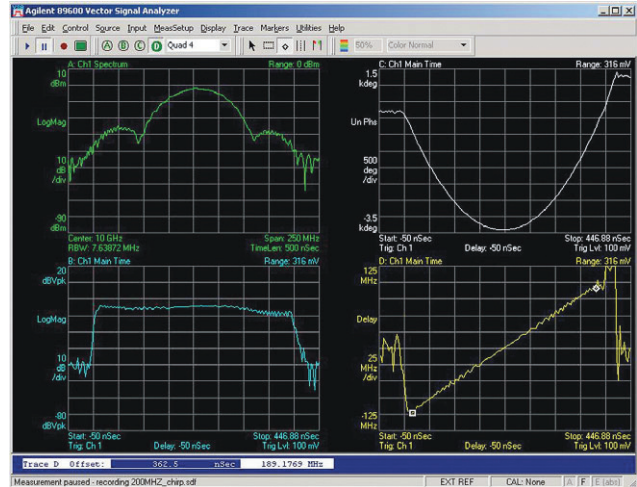 Agilent 89600 Vector Signal Analyzer
File Edit Control Source Input MeasSetup Display Trace Markers Utilities Help
A B C D Quad 4 50% Color Normal
A: Ch1 Spectrum Range: 0 dBm
10
dBm
LogMag
10
dB
/div
-90
dBm
Center: 10 GHz Span: 250 MHz
RBW: 7.63872 MHz TimeLen: 500 nSec
C: Ch1 Main Time Range: 316 mV
1.5
kdeg
Un Phs
500
deg
/div
-3.5
kdeg
Start: -50 nSec Stop: 446.88 nSec
Trig: Ch 1 Delay: -50 nSec Trig Lvl: 100 mV
B: Ch1 Main Time Range: 316 mV
20
dBVpk
LogMag
10
dB
/div
-80
dBVpk
Start: -50 nSec Stop: 446.88 nSec
Trig: Ch 1 Delay: -50 nSec Trig Lvl: 100 mV
D: Ch1 Main Time Range: 316 mV
125
MHz
Delay
25
MHz
/div
-125
MHz
Start: -50 nSec Stop: 446.88 nSec
Trig: Ch 1 Delay: -50 nSec Trig Lvl: 100 mV
Trace D Offset: 362.5 nSec 189.1769 MHz
Measurement paused - recording 200MHZ_chirp.sdf EXT REF CAL: None A F E (abs)